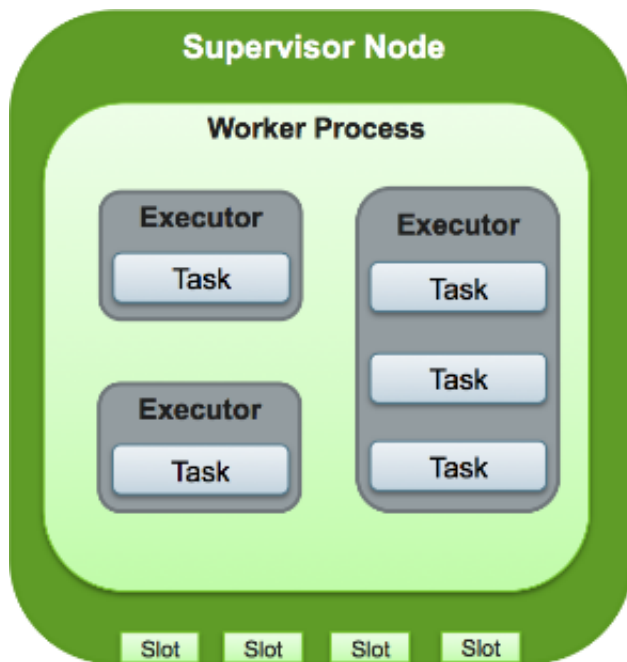 Supervisor Node
Worker Process
Executor
Task
Executor
Task
Executor
Task
Task
Task
Slot
Slot
Slot
Slot